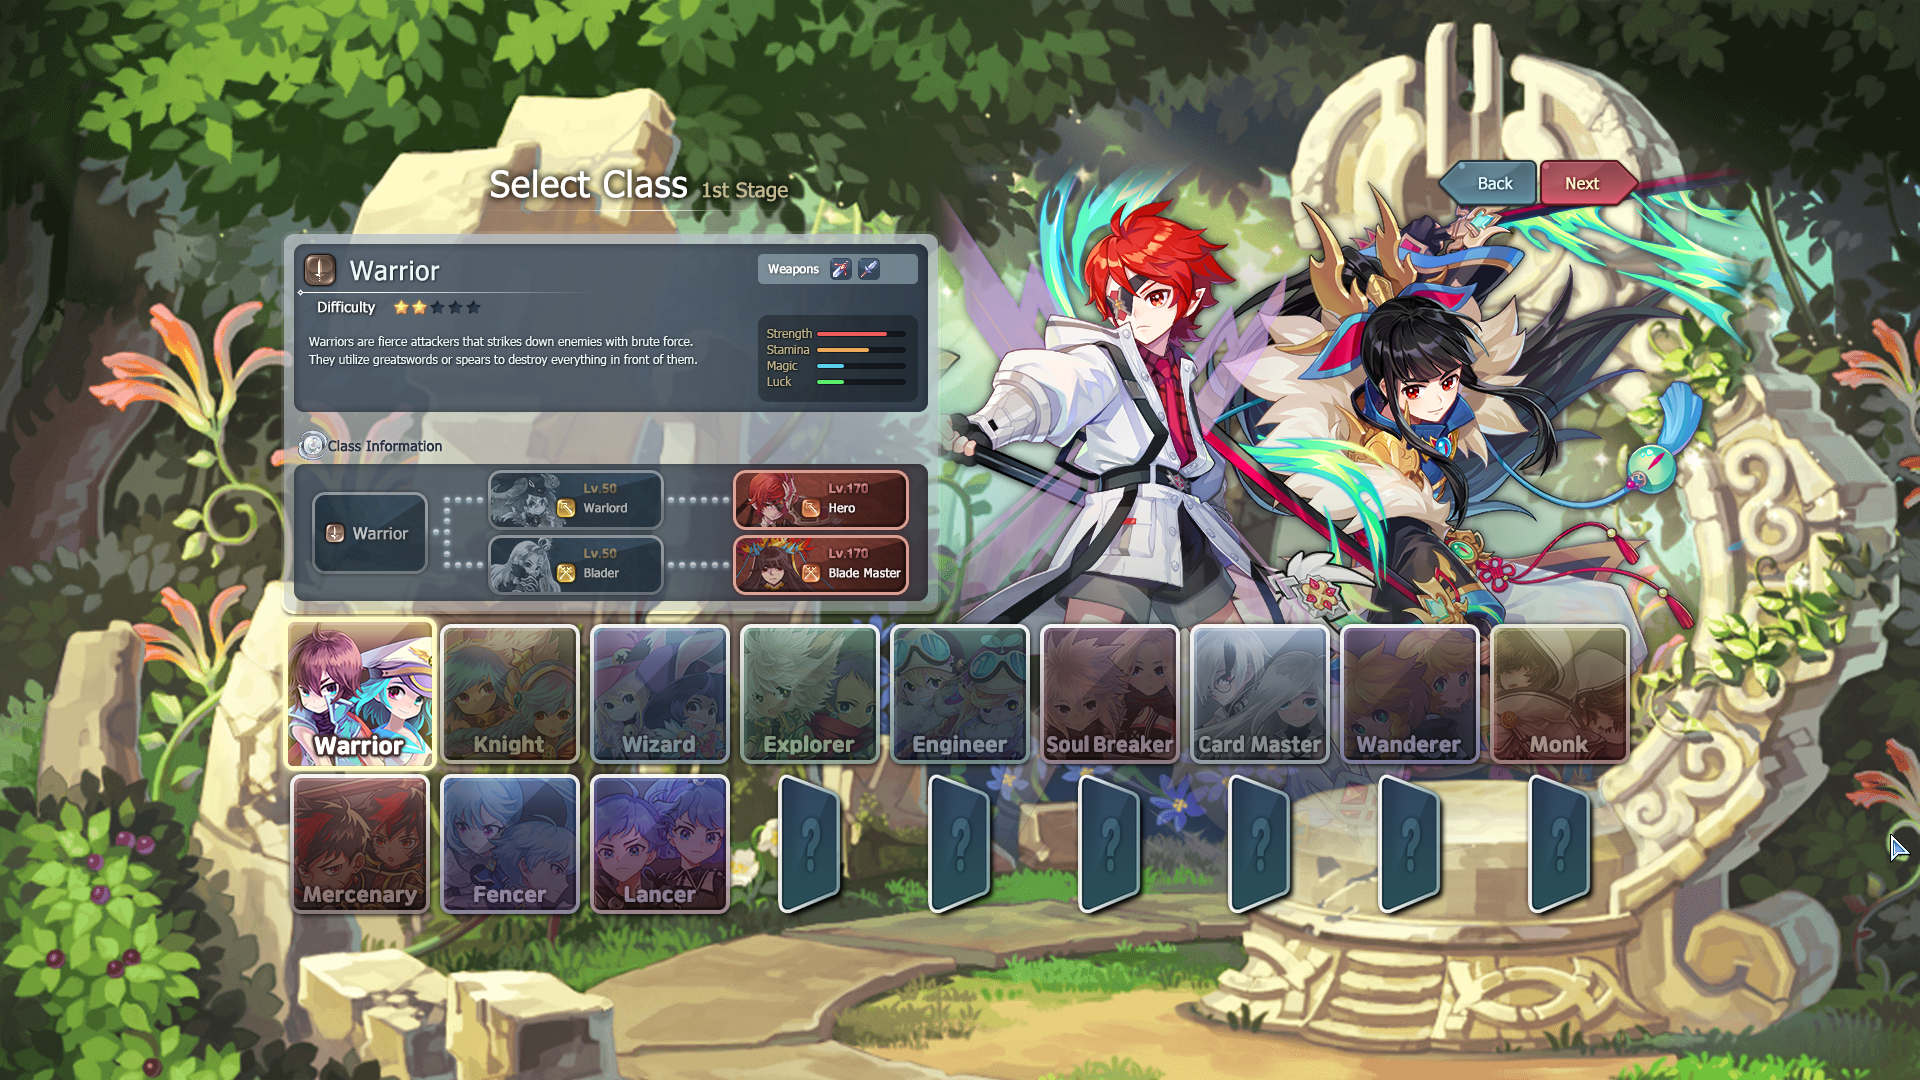 Select Class 1st Stage
Back
Next
Warrior
Weapons
Difficulty
Warriors are fierce attackers that strikes down enemies with brute force.
They utilize greatswords or spears to destroy everything in front of them.
Strength
Stamina
Magic
Luck
Class Information
Warrior
Lv.50
Warlord
Lv.170
Hero
Lv.50
Blader
Lv.170
Blade Master
Warrior
Knight
Wizard
Explorer
Engineer
Soul Breaker
Card Master
Wanderer
Monk
Mercenary
Fencer
Lancer
? ? ? ? ? ?